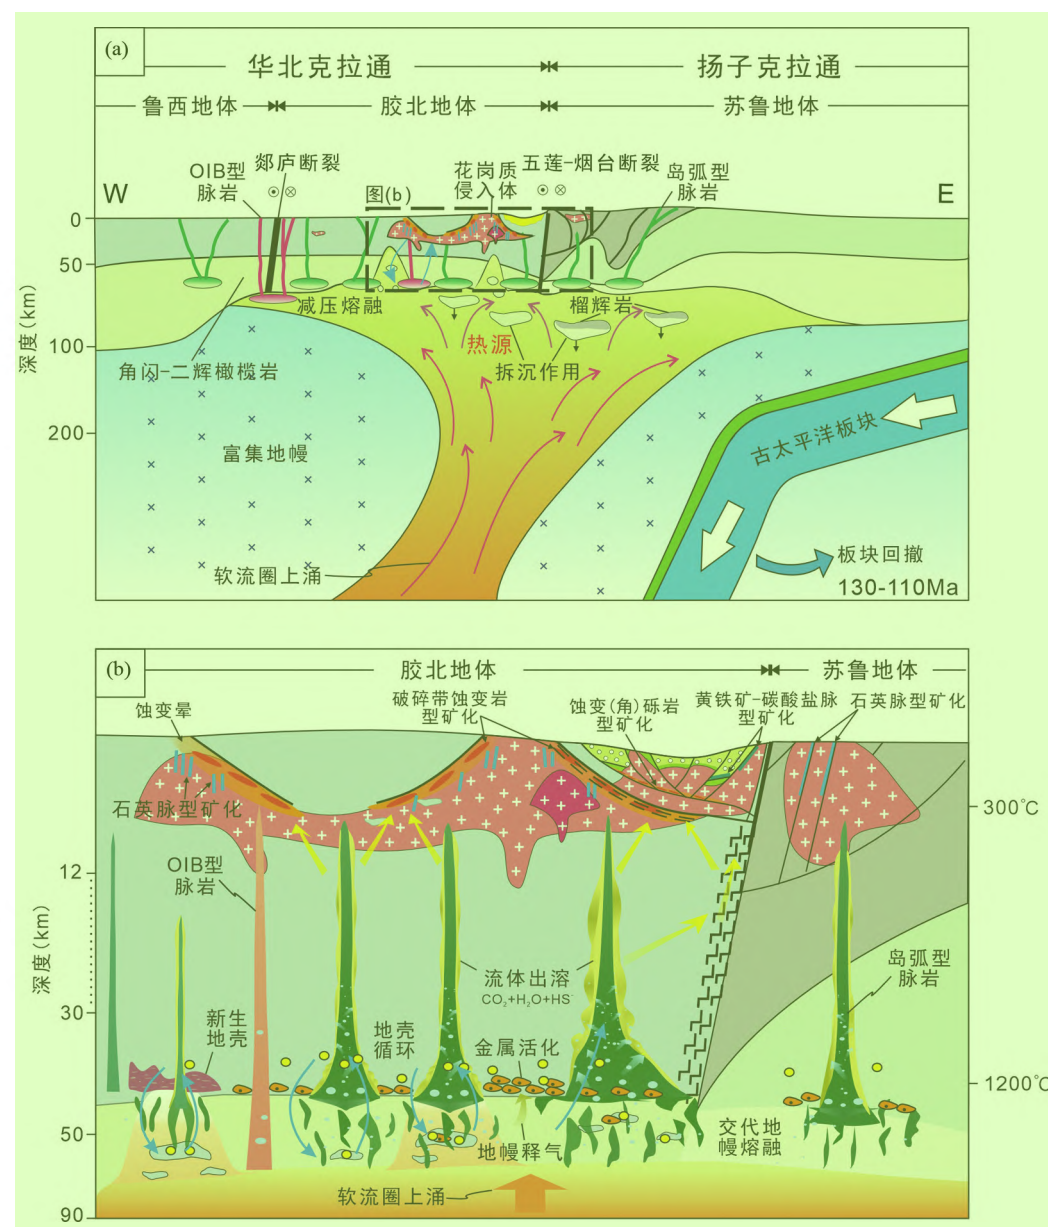 (a)
华北克拉通
扬子克拉通
鲁西地体
胶北地体
苏鲁地体
OIB型
脉岩
郯庐断裂
花岗质
侵入体
五莲-烟台断裂
岛弧型
脉岩
W
图(b)
E
0
50
100
200
深度(km)
减压熔融
榴辉岩
热源
拆沉作用
角闪-二辉橄榄岩
富集地幔
古太平洋板块
软流圈上涌
板块回撤
130-110Ma
(b)
胶北地体
苏鲁地体
蚀变晕
破碎带蚀变岩
型矿化
蚀变(角)砾岩
型矿化
黄铁矿-碳酸盐脉
型矿化
石英脉型矿化
石英脉型矿化
300℃
OIB型
脉岩
12
深度(km)
流体出溶
CO₂+H₂O+HS
岛弧型
脉岩
30
新生
地壳
地壳
循环
金属活化
1200℃
50
地幔释气
交代地
幔熔融
软流圈上涌
90